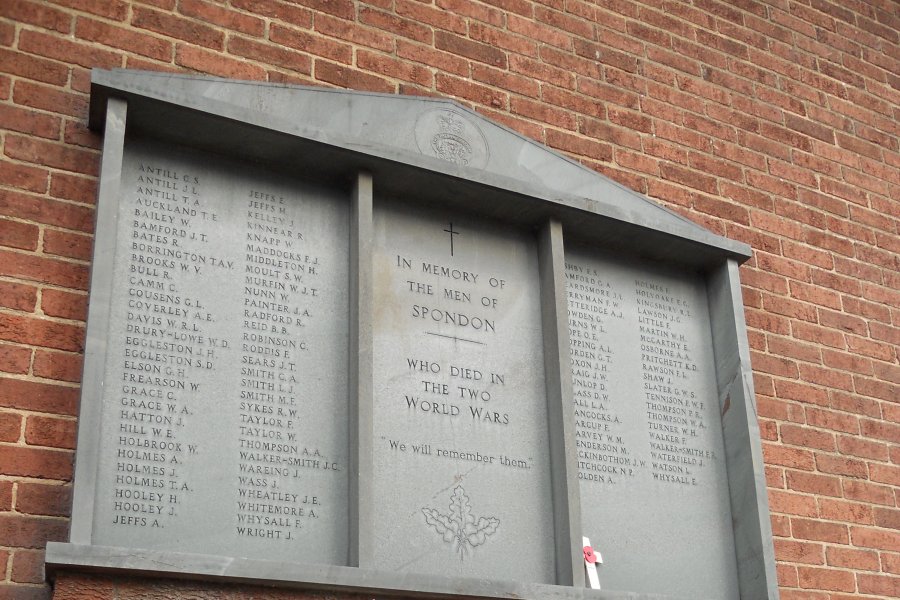 ANTILL G. S.
ANTILL J. L.
ANTILL T. A.
AUCKLAND T. E.
BAILEY W.
BAMFORD J. T.
BATES R.
BORRINGTON T.A.V.
BROOKS W. V.
BULL R.
CAMM C.
COUSENS G. L.
COVERLEY A. E.
DAVIS W. R. L.
DRURY-LOWE W. D.
EGGLESTON J. H.
EGGLESTON S. D.
ELSON G. H.
FREARSON W.
GRACE C.
GRACE W. A.
HATTON J.
HILL W. E.
HOLBROOK W.
HOLMES A.
HOLMES J.
HOLMES T. A.
HOOLEY H.
HOOLEY J.
JEFFS A.
JEFFS E.
JEFFS H.
KELLEY J.
KINNEAR R.
KNAPP W.
MADDOCKS F. J.
MIDDLETON H.
MOULT S. W.
MURFIN W. J. T.
NUNN W.
PAINTER J.
RADFORD R.
REID B. B.
ROBINSON C.
RODDIS F.
SEARS J. T.
SMITH C. A.
SMITH L. J.
SMITH M. F.
SYKES R. W.
TAYLOR F.
TAYLOR W.
THOMPSON A. A.
WALKER-SMITH J. C.
WAREING J.
WASS J.
WHEATLEY J. E.
WHITEMORE A.
WHYSALL F.
WRIGHT J.
IN MEMORY OF
THE MEN OF
SPONDON
WHO DIED IN
THE TWO
WORLD WARS
"We will remember them."
F. S.
G. A.
J. L.
F. W.
A. J.
G.
W. L.
O. E.
A. L.
G. T.
J. H.
J. W.
D.
D. W.
L. A.
A.
F.
W. M.
M.
J. W.
N. P.
A.
HOLMES F.
HOLYOAKE E. G.
KINGSBURY R. Z.
LAWSON J. G.
LITTLE F.
MARTIN W. H.
McCARTHY E.
OSBORNE A.
PRITCHETT K. D.
RAWSON F. L.
SHAW J.
SLATER G. W. S.
TENNISON F. W. F.
THOMPSON P. R.
THOMPSON W. A.
TURNER W. H.
WALKER F.
WALKER-SMITH E. R.
WATERFIELD J.
WATSON L.
WHYSALL E.